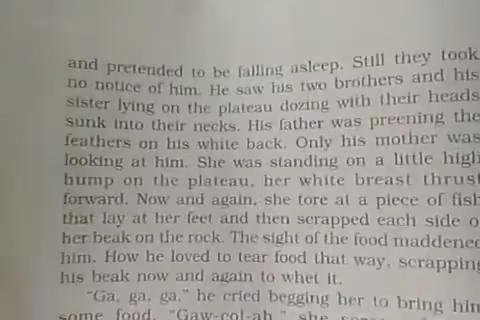 and pretended to be falling asleep. Still they took
no notice of him. He saw his two brothers and his
sister lying on the plateau dozing with their heads
sunk into their necks. His father was preening the
feathers on his white back. Only his mother was
looking at him. She was standing on a little high
hump on the plateau, her white breast thrust
forward. Now and again, she tore at a piece of fish
that lay at her feet and then scrapped each side o
her beak on the rock. The sight of the food maddened
him. How he loved to tear food that way, scrapping
his beak now and again to whet it.
"Ga, ga, ga," he cried begging her to bring him
some food. "Gaw-col-ah," she